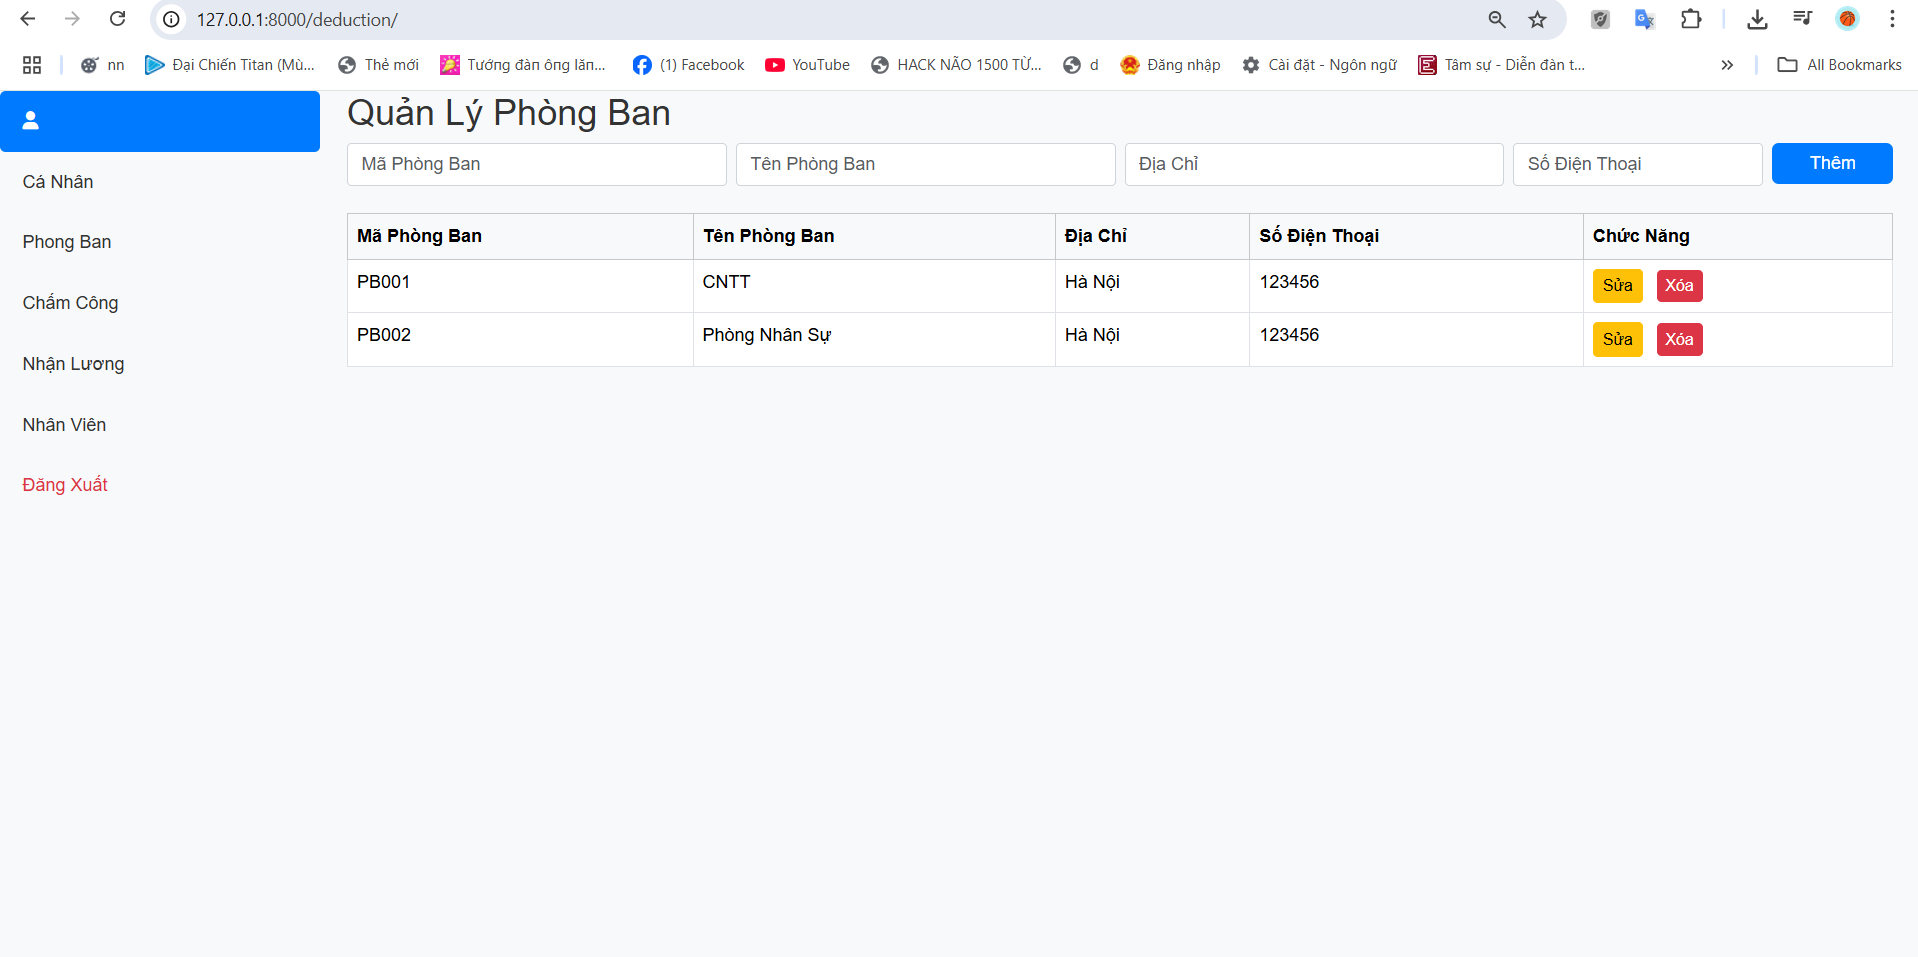 127.0.0.1:8000/deduction/
nn
Đại Chiến Titan (Mù...
Thẻ mới
Tướng đàn ông lăn...
(1) Facebook
YouTube
HACK NÃO 1500 TỪ...
d
Đăng nhập
Cài đặt - Ngôn ngữ
Tâm sự - Diễn đàn t...
All Bookmarks
Cá Nhân
Phong Ban
Chấm Công
Nhận Lương
Nhân Viên
Đăng Xuất
Quản Lý Phòng Ban
Mã Phòng Ban Tên Phòng Ban Địa Chỉ Số Điện Thoại Thêm
Mã Phòng Ban Tên Phòng Ban Địa Chỉ Số Điện Thoại Chức Năng
PB001 CNTT Hà Nội 123456 Sửa Xóa
PB002 Phòng Nhân Sự Hà Nội 123456 Sửa Xóa